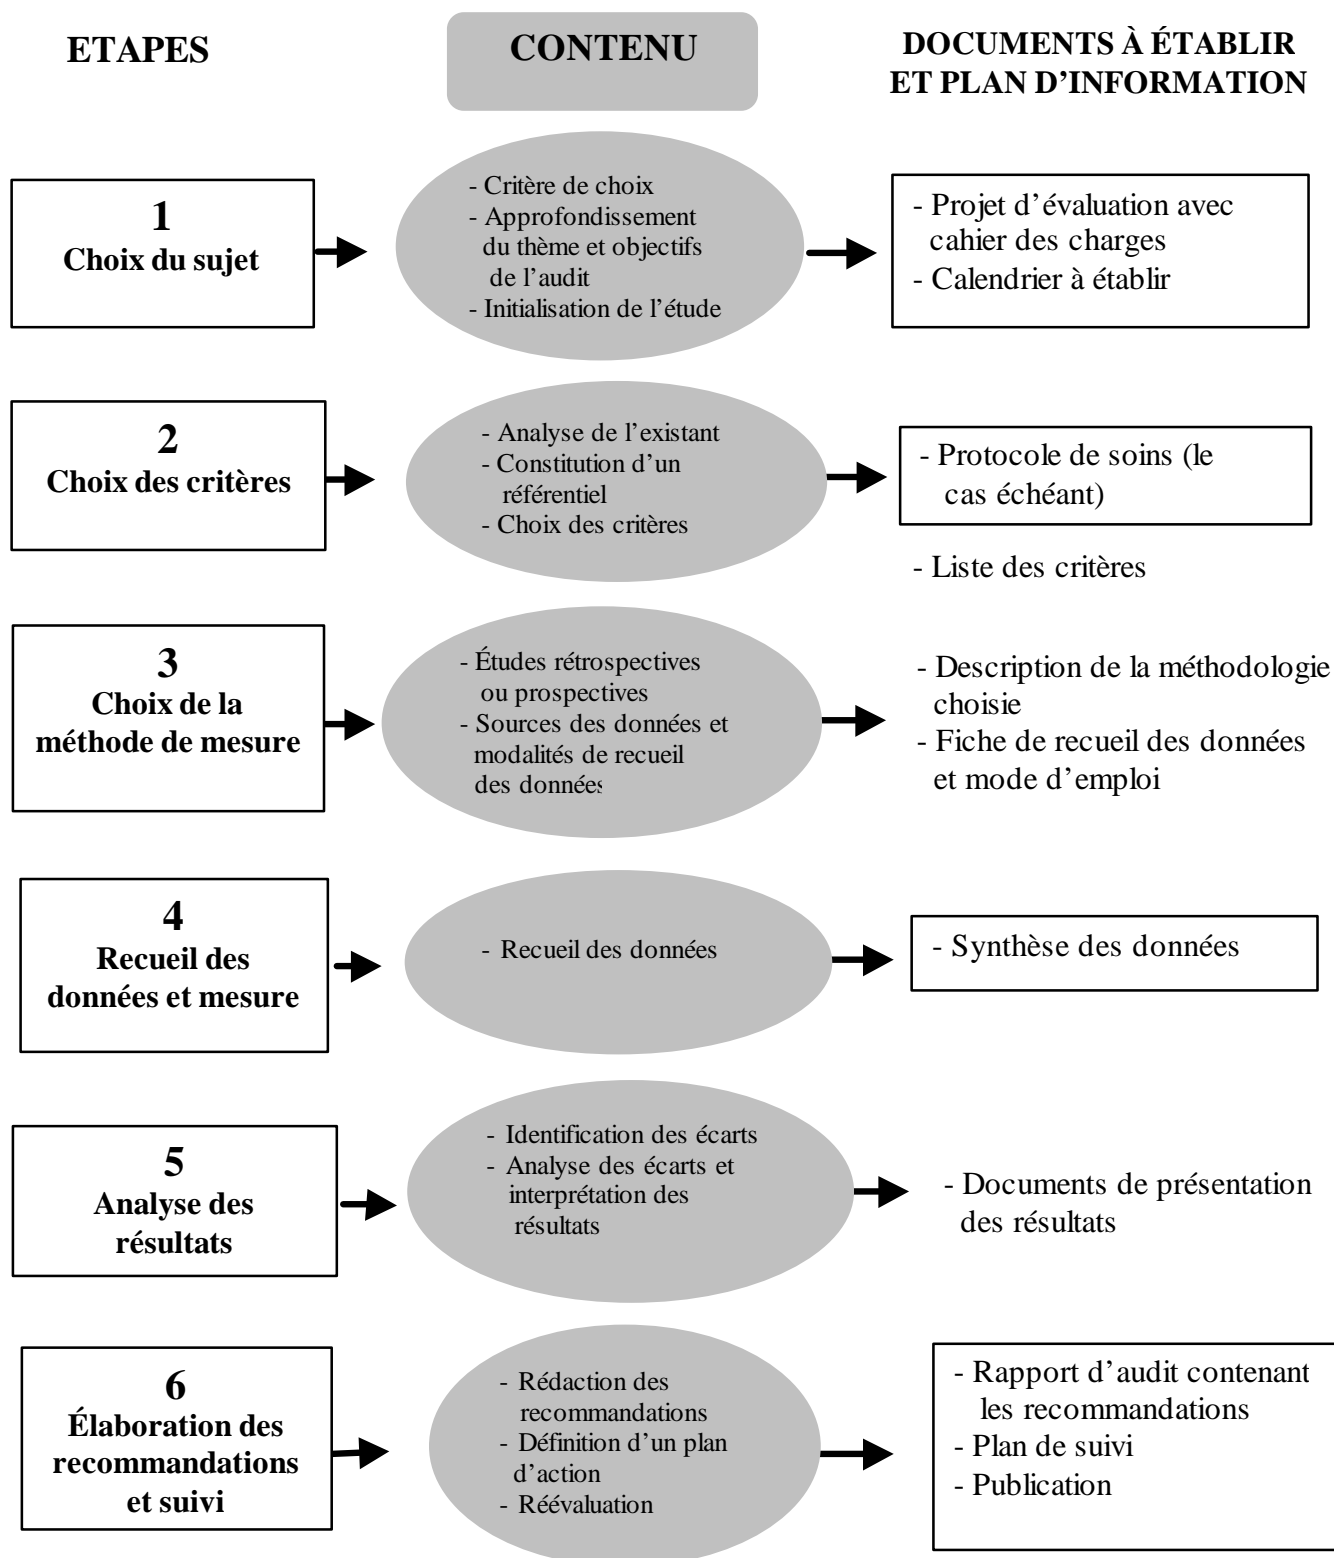 ETAPES
CONTENU
DOCUMENTS À ÉTABLIR
ET PLAN D’INFORMATION
1
Choix du sujet
- Critère de choix
- Approfondissement
du thème et objectifs
de l’audit
- Initialisation de l’étude
- Projet d’évaluation avec
cahier des charges
- Calendrier à établir
2
Choix des critères
- Analyse de l’existant
- Constitution d’un
référentiel
- Choix des critères
- Protocole de soins (le
cas échéant)
- Liste des critères
3
Choix de la
méthode de mesure
- Études rétrospectives
ou prospectives
- Sources des données et
modalités de recueil
des données
- Description de la méthodologie
choisie
- Fiche de recueil des données
et mode d’emploi
4
Recueil des
données et mesure
- Recueil des données
- Synthèse des données
5
Analyse des
résultats
- Identification des écarts
- Analyse des écarts et
interprétation des
résultats
- Documents de présentation
des résultats
6
Élaboration des
recommandations
et suivi
- Rédaction des
recommandations
- Définition d’un plan
d’action
- Réévaluation
- Rapport d’audit contenant
les recommandations
- Plan de suivi
- Publication